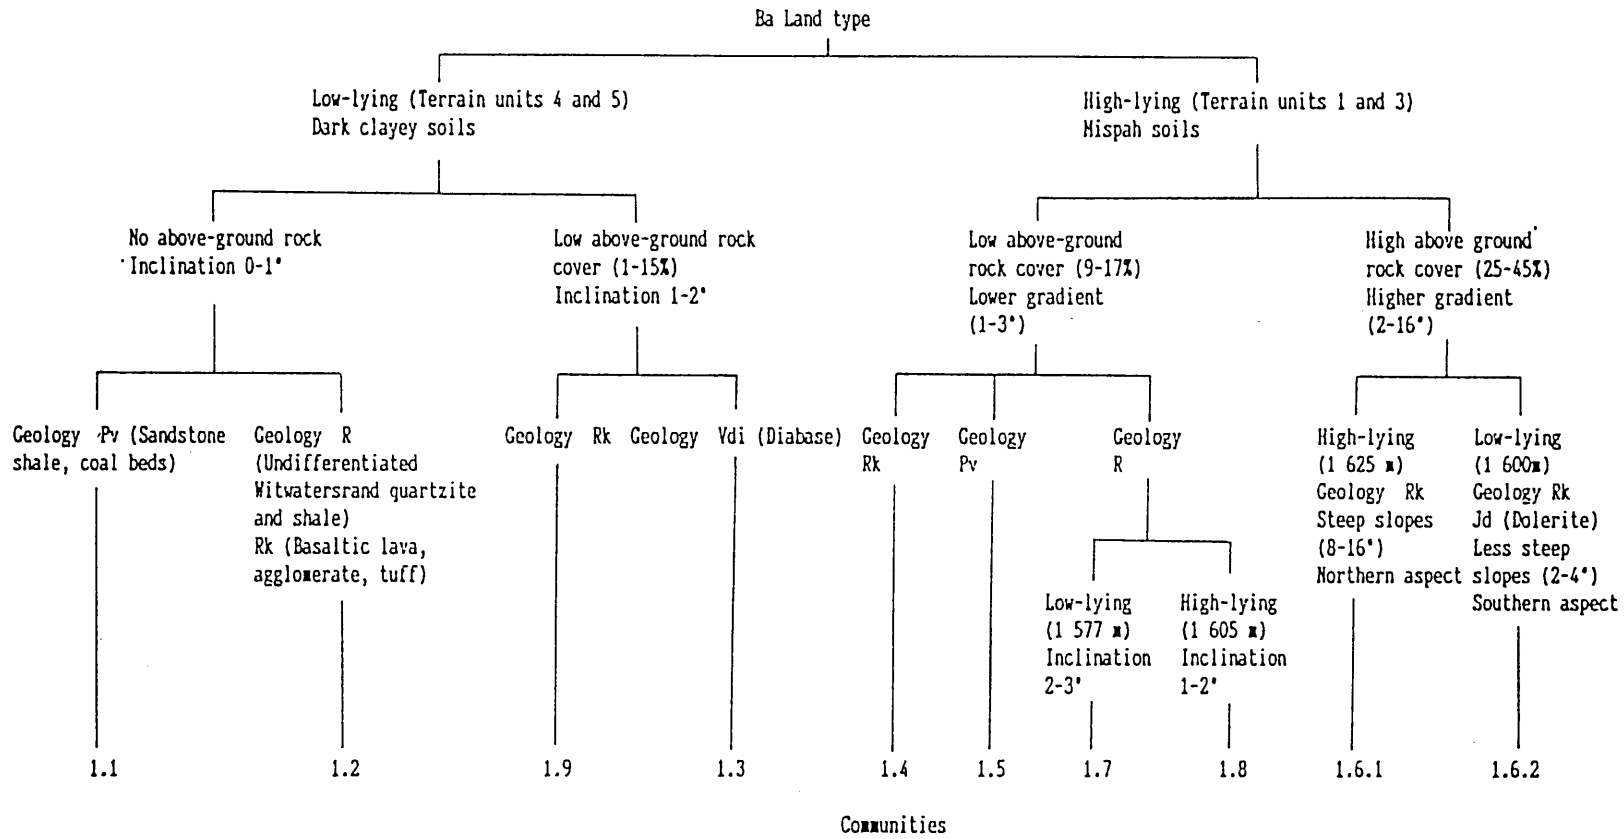 Ba Land type
Low-lying (Terrain units 4 and 5)
Dark clayey soils
High-lying (Terrain units 1 and 3)
Mispah soils
No above-ground rock
Inclination 0-1°
Low above-ground rock
cover (1-15%)
Inclination 1-2°
Low above-ground
rock cover (9-17%)
Lower gradient
(1-3°)
High above ground
rock cover (25-45%)
Higher gradient
(2-16°)
Geology Pv (Sandstone
shale, coal beds)
Geology R
(Undifferentiated
Witwatersrand quartzite
and shale)
Rk (Basaltic lava,
agglomerate, tuff)
Geology Rk
Geology Vdi (Diabase)
Geology
Rk
Geology
Pv
Geology
R
Low-lying
(1 577 m)
Inclination
2-3°
High-lying
(1 605 m)
Inclination
1-2°
High-lying
(1 625 m)
Geology Rk
Steep slopes
(8-16°)
Northern aspect
Low-lying
(1 600m)
Geology Rk
Jd (Dolerite)
Less steep
slopes (2-4°)
Southern aspect
1.1
1.2
1.9
1.3
1.4
1.5
1.7
1.8
1.6.1
1.6.2
Communities